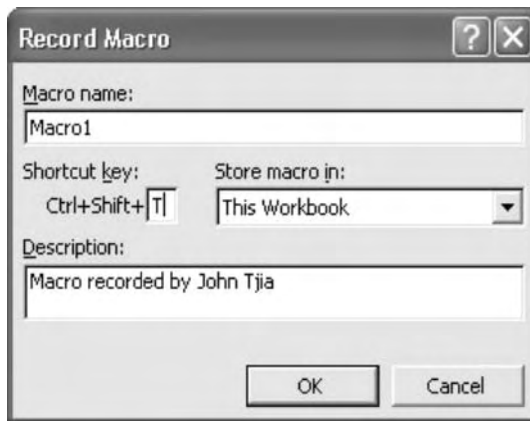 Record Macro
Macro name:
Macro1
Shortcut key: Store macro in:
Ctrl+Shift+ T This Workbook
Description:
Macro recorded by John Tjia
OK Cancel